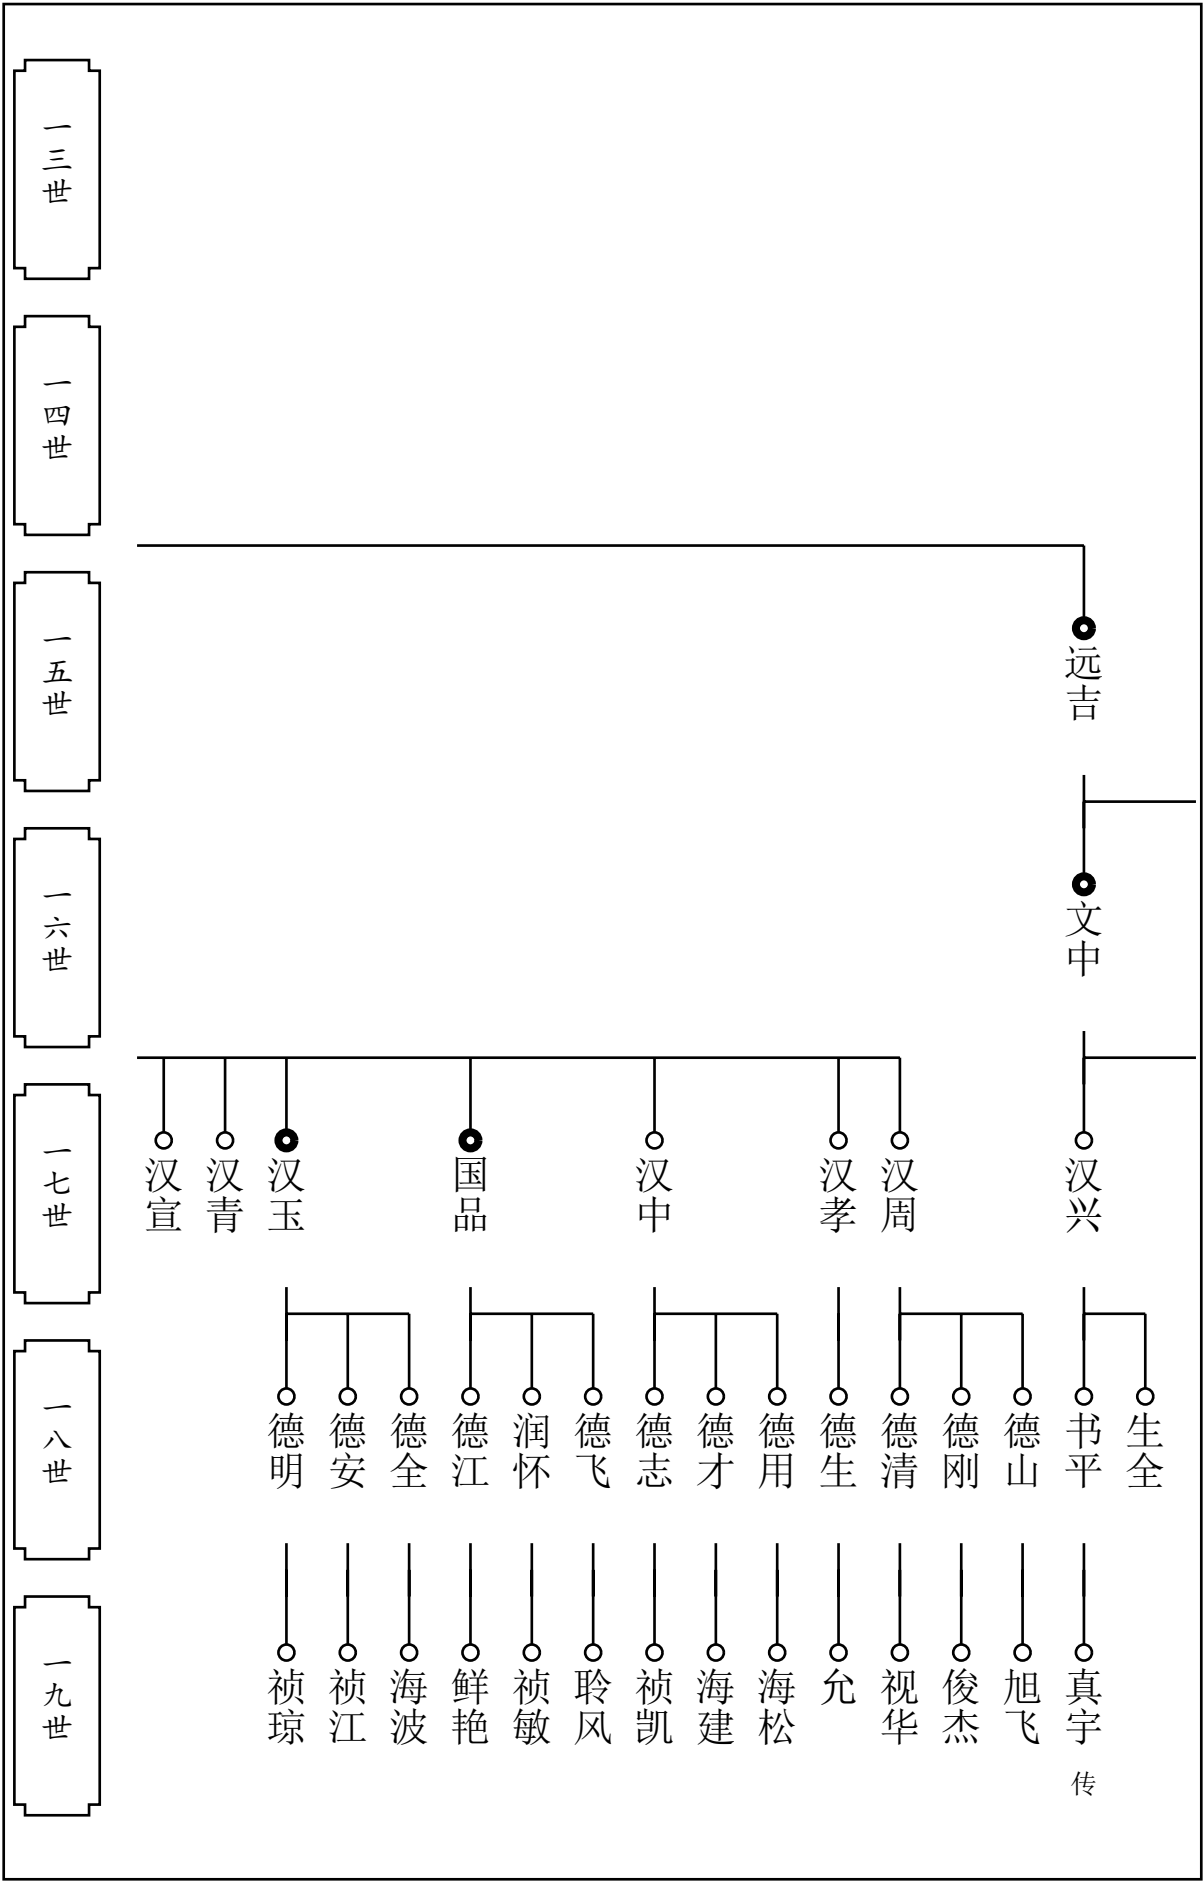 一三世
一四世
一五世
远吉
一六世
文中
一七世
汉宣
汉青
汉玉
国品
汉中
汉孝
汉周
汉兴
一八世
德明
德安
德全
德江
润怀
德飞
德志
德才
德用
德生
德清
德刚
德山
书平
生全
一九世
祯琼
祯江
海波
鲜艳
祯敏
聆风
祯凯
海建
海松
允
视华
俊杰
旭飞
真宇
传